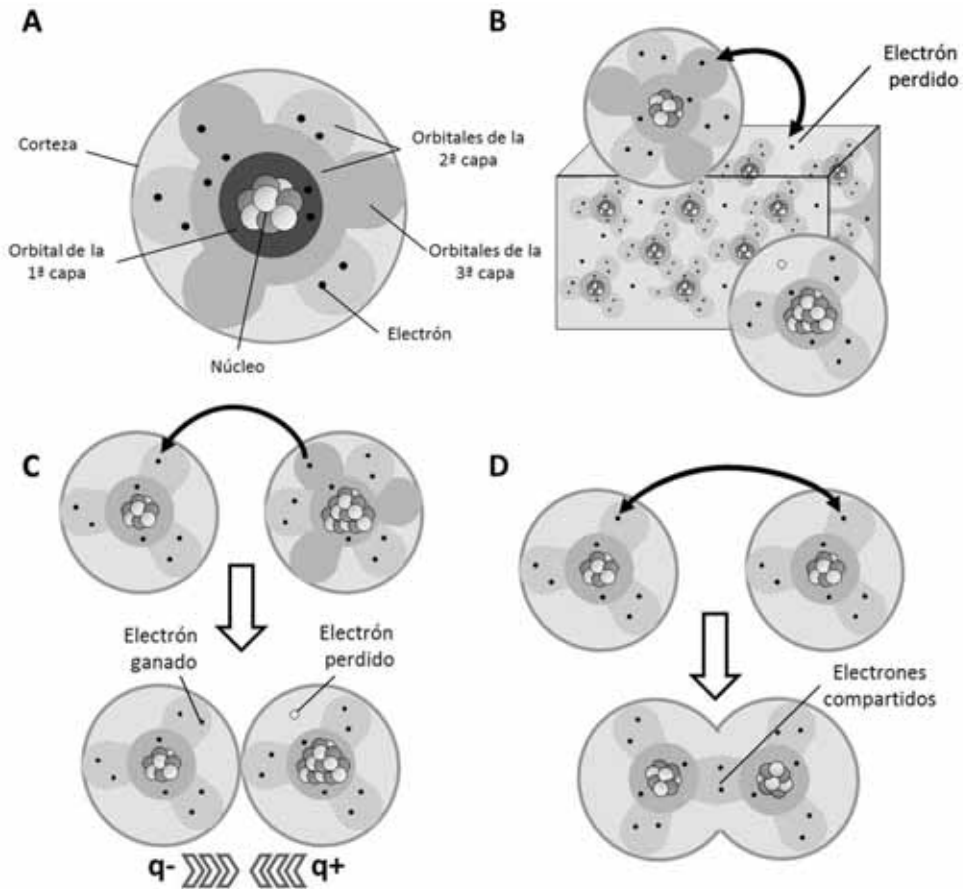 A
Corteza
Orbitales de la
2ª capa
Orbital de la
1ª capa
Orbitales de la
3ª capa
Electrón
Núcleo
B
Electrón
perdido
C
Electrón
ganado
Electrón
perdido
q-
q+
D
Electrones
compartidos